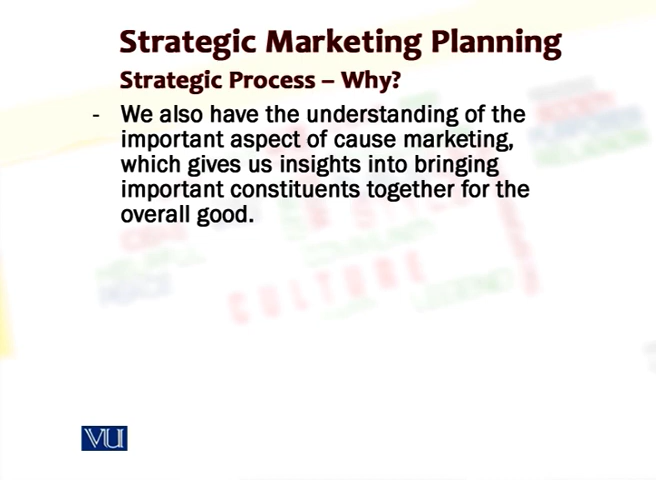 Strategic Marketing Planning
Strategic Process – Why?
- We also have the understanding of the
important aspect of cause marketing,
which gives us insights into bringing
important constituents together for the
overall good.
CULTURE
VU